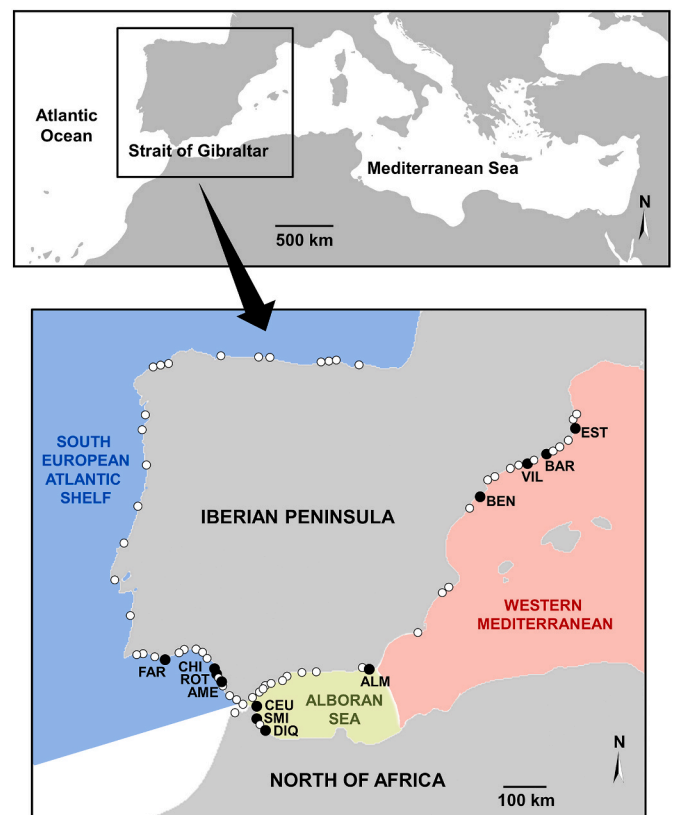 Atlantic
Ocean
Strait of Gibraltar
Mediterranean Sea
500 km
N
SOUTH
EUROPEAN
ATLANTIC
SHELF
IBERIAN PENINSULA
EST
BAR
VIL
BEN
WESTERN
MEDITERRANEAN
FAR
CHI
ROT
AME
ALM
CEU
SMI
DIQ
ALBORAN
SEA
NORTH OF AFRICA
100 km
N